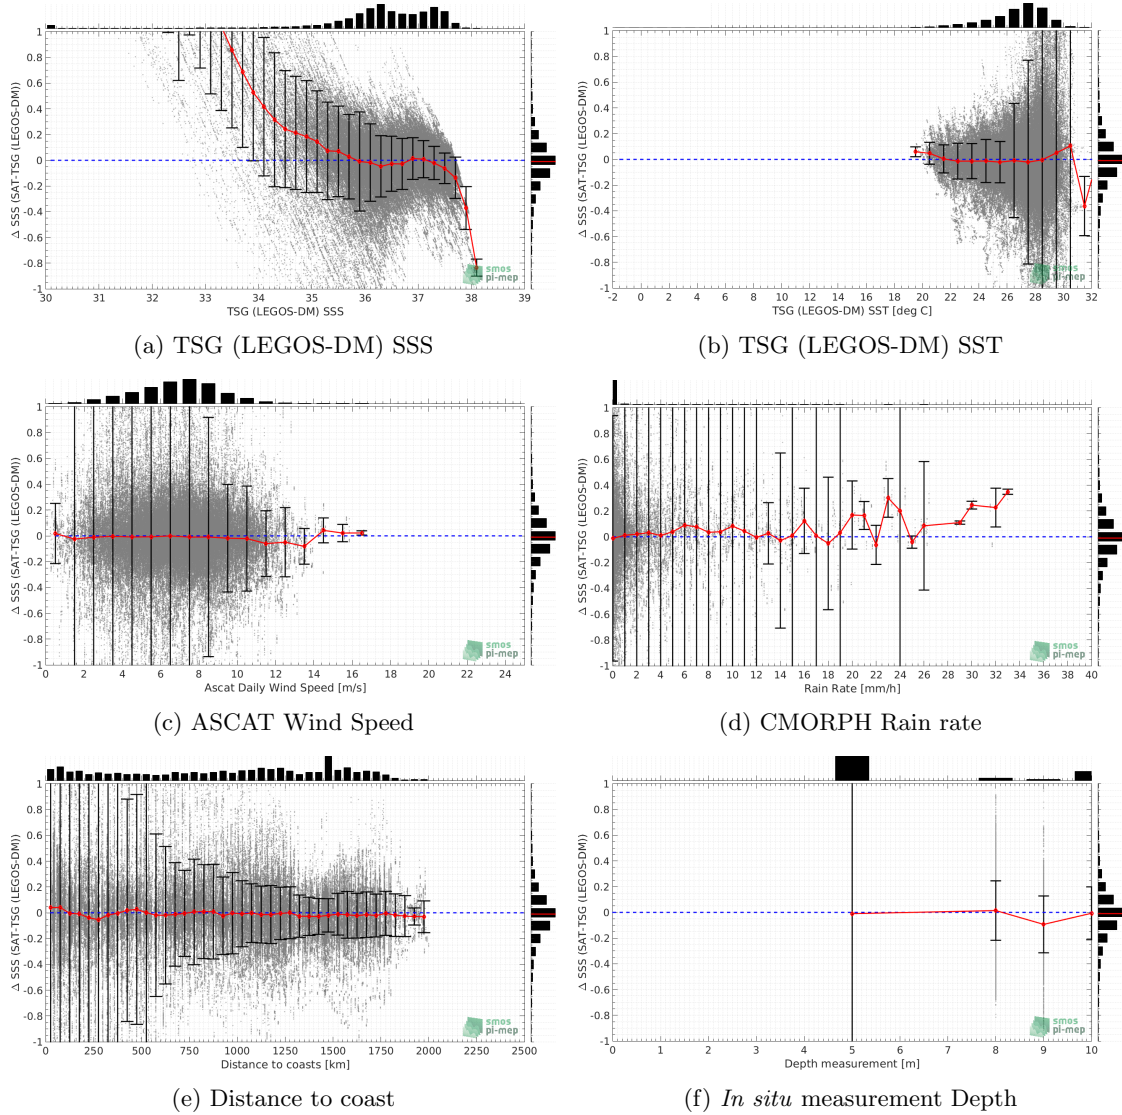 1
0.8
0.6
0.4
0.2
0
-0.2
-0.4
-0.6
-0.8
-1
Δ SSS (SAT-TSG (LEGOS-DM))
30 31 32 33 34 35 36 37 38 39
TSG (LEGOS-DM) SSS
smos
pi-mep
(a) TSG (LEGOS-DM) SSS
1
0.8
0.6
0.4
0.2
0
-0.2
-0.4
-0.6
-0.8
-1
Δ SSS (SAT-TSG (LEGOS-DM))
-2 0 2 4 6 8 10 12 14 16 18 20 22 24 26 28 30 32
TSG (LEGOS-DM) SST [deg C]
smos
pi-mep
(b) TSG (LEGOS-DM) SST
1
0.8
0.6
0.4
0.2
0
-0.2
-0.4
-0.6
-0.8
-1
Δ SSS (SAT-TSG (LEGOS-DM))
0 2 4 6 8 10 12 14 16 18 20 22 24
Ascat Daily Wind Speed [m/s]
smos
pi-mep
(c) ASCAT Wind Speed
1
0.8
0.6
0.4
0.2
0
-0.2
-0.4
-0.6
-0.8
-1
Δ SSS (SAT-TSG (LEGOS-DM))
0 2 4 6 8 10 12 14 16 18 20 22 24 26 28 30 32 34 36 38 40
Rain Rate [mm/h]
smos
pi-mep
(d) CMORPH Rain rate
1
0.8
0.6
0.4
0.2
0
-0.2
-0.4
-0.6
-0.8
-1
Δ SSS (SAT-TSG (LEGOS-DM))
0 250 500 750 1000 1250 1500 1750 2000 2250 2500
Distance to coasts [km]
smos
pi-mep
(e) Distance to coast
1
0.8
0.6
0.4
0.2
0
-0.2
-0.4
-0.6
-0.8
-1
Δ SSS (SAT-TSG (LEGOS-DM))
0 1 2 3 4 5 6 7 8 9 10
Depth measurement [m]
smos
pi-mep
(f) In situ measurement Depth